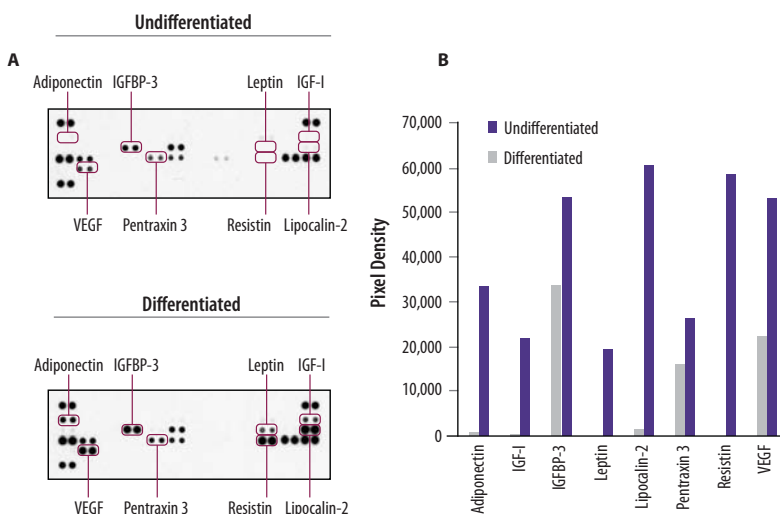 Undifferentiated
A
Adiponectin IGFBP-3 Leptin IGF-I
VEGF Pentraxin 3 Resistin Lipocalin-2
Differentiated
Adiponectin IGFBP-3 Leptin IGF-I
VEGF Pentraxin 3 Resistin Lipocalin-2
B
Undifferentiated
Differentiated
Pixel Density
70,000
60,000
50,000
40,000
30,000
20,000
10,000
0
Adiponectin
IGF-I
IGFBP-3
Leptin
Lipocalin-2
Pentraxin 3
Resistin
VEGF